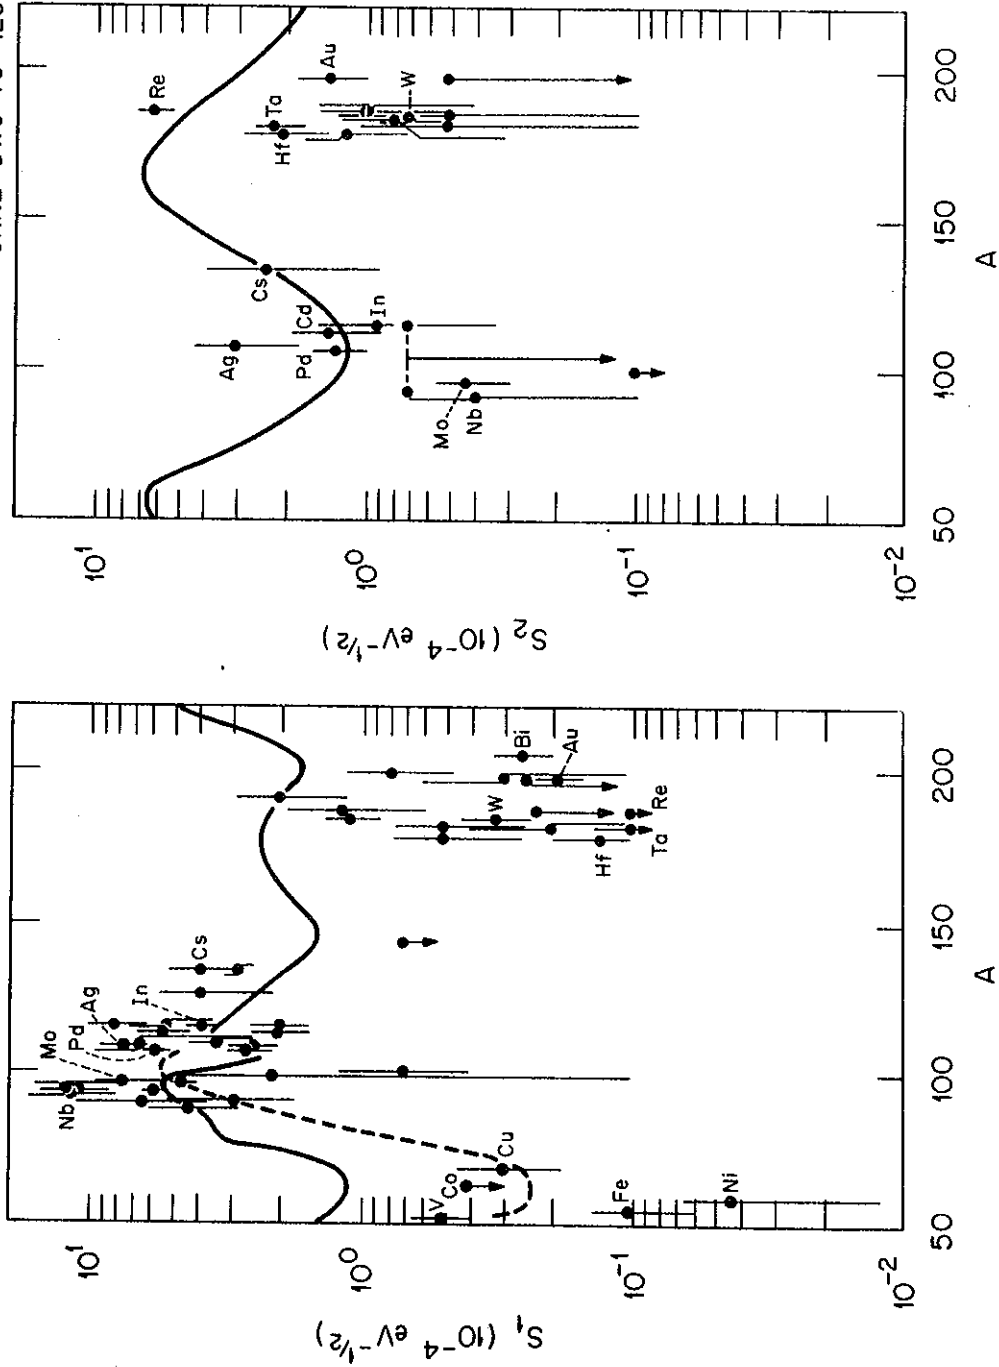 10¹
10⁰
10⁻¹
10⁻²
S₁ (10⁻⁴ eV⁻¹/²)
Nb
Mo
Pd
Ag
In
Cs
V
Co
Cu
Fe
Ni
Hf
Ta
W
Re
Bi
Au
50
100
150
200
A
10¹
10⁰
10⁻¹
10⁻²
S₂ (10⁻⁴ eV⁻¹/²)
Ag
Pd
Cd
In
Mo
Nb
Cs
Re
Ta
Hf
Au
W
50
100
150
200
A